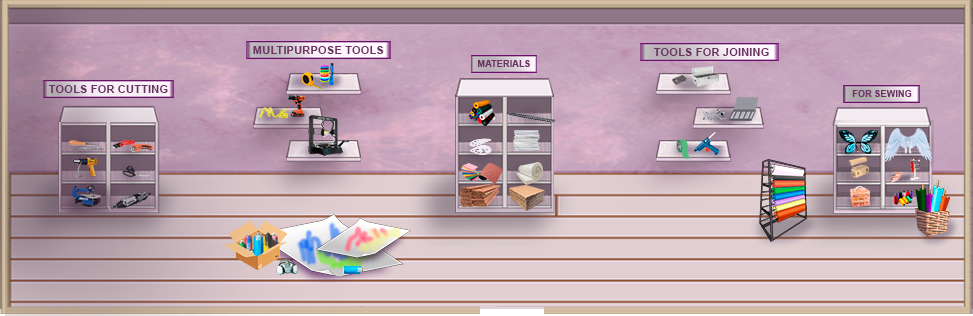 TOOLS FOR CUTTING
MULTIPURPOSE TOOLS
MATERIALS
TOOLS FOR JOINING
FOR SEWING